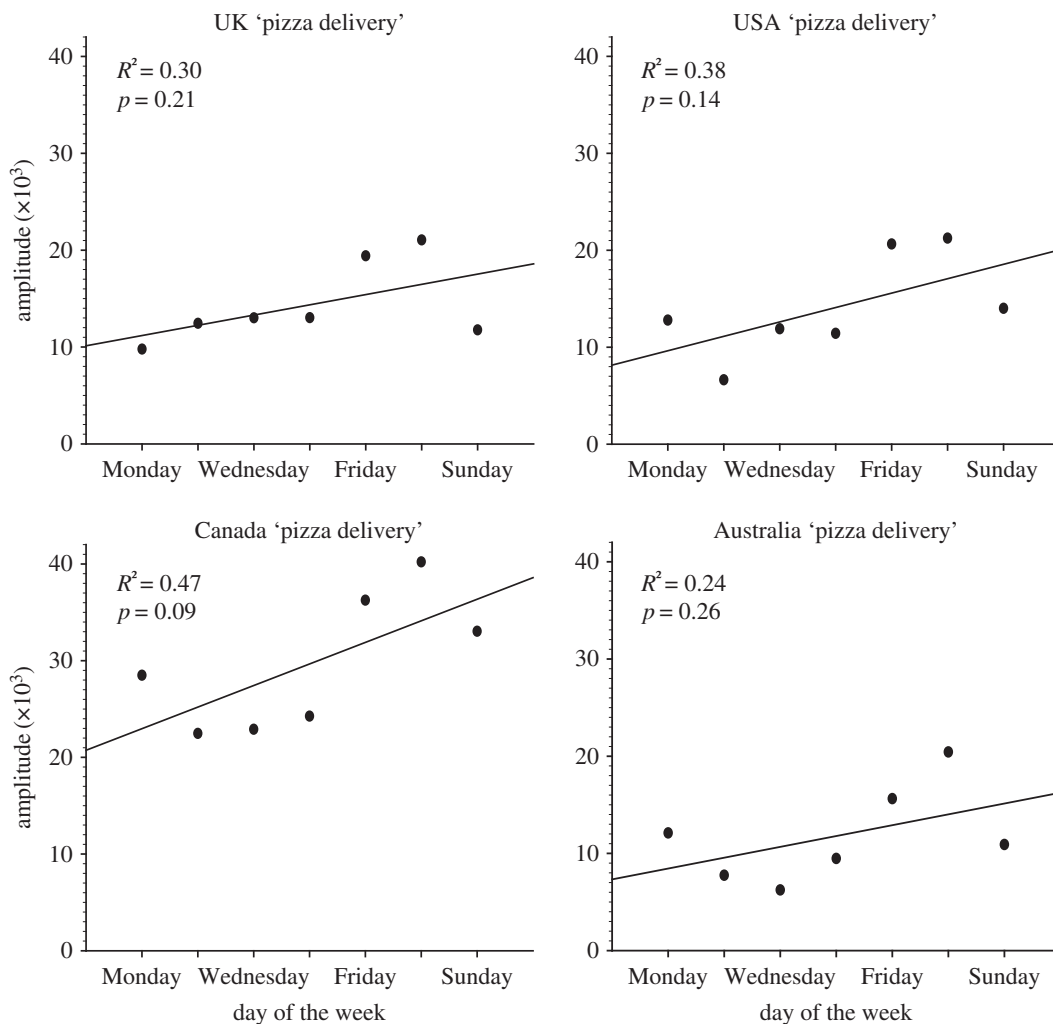 UK ‘pizza delivery’
R² = 0.30
p = 0.21
amplitude (×10³)
40
30
20
10
0
Monday Wednesday Friday Sunday
USA ‘pizza delivery’
R² = 0.38
p = 0.14
40
30
20
10
0
Monday Wednesday Friday Sunday
Canada ‘pizza delivery’
R² = 0.47
p = 0.09
amplitude (×10³)
40
30
20
10
0
Monday Wednesday Friday Sunday
day of the week
Australia ‘pizza delivery’
R² = 0.24
p = 0.26
40
30
20
10
0
Monday Wednesday Friday Sunday
day of the week